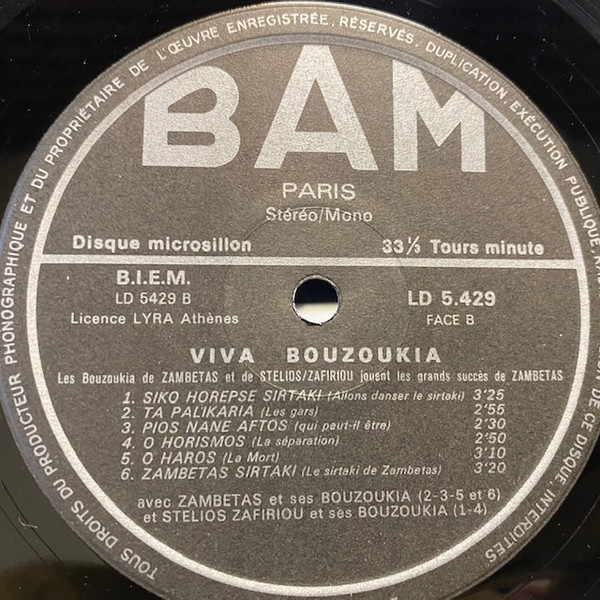 TOUS DROITS DU PRODUCTEUR PHONOGRAPHIQUE ET DU PROPRIÉTAIRE DE L'ŒUVRE ENREGISTRÉE, RÉSERVÉS, DUPLICATION, EXÉCUTION PUBLIQUE, DE CE DISQUE, INTERDITES
BAM
PARIS
Stéréo/Mono
Disque microsillon 33⅓ Tours minute
B.I.E.M.
LD 5429 B LD 5.429
Licence LYRA Athènes FACE B
VIVA BOUZOUKIA
Les Bouzoukia de ZAMBETAS et de STELIOS/ZAFIRIOU jouent les grands succès de ZAMBETAS
1. SIKO HOREPSE SIRTAKI (Allons danser le sirtaki) 3'25
2. TA PALIKARIA (Les gars) 2'55
3. PIOS NANE AFTOS (qui peut-il être) 2'30
4. O HORISMOS (La séparation) 2'50
5. O HAROS (La Mort) 3'10
6. ZAMBETAS SIRTAKI (Le sirtaki de Zambetas) 3'20
avec ZAMBETAS et ses BOUZOUKIA (2-3-5 et 6)
et STELIOS ZAFIRIOU et ses BOUZOUKIA (1-4)